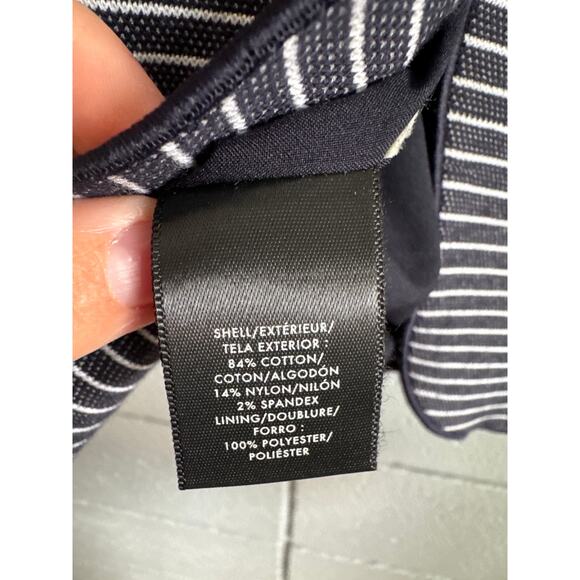 SHELL/EXTÉRIEUR/
TELA EXTERIOR :
84% COTTON/
COTON/ALGODÓN
14% NYLON/NILÓN
2% SPANDEX
LINING/DOUBLURE/
FORRO :
100% POLYESTER/
POLIÉSTER